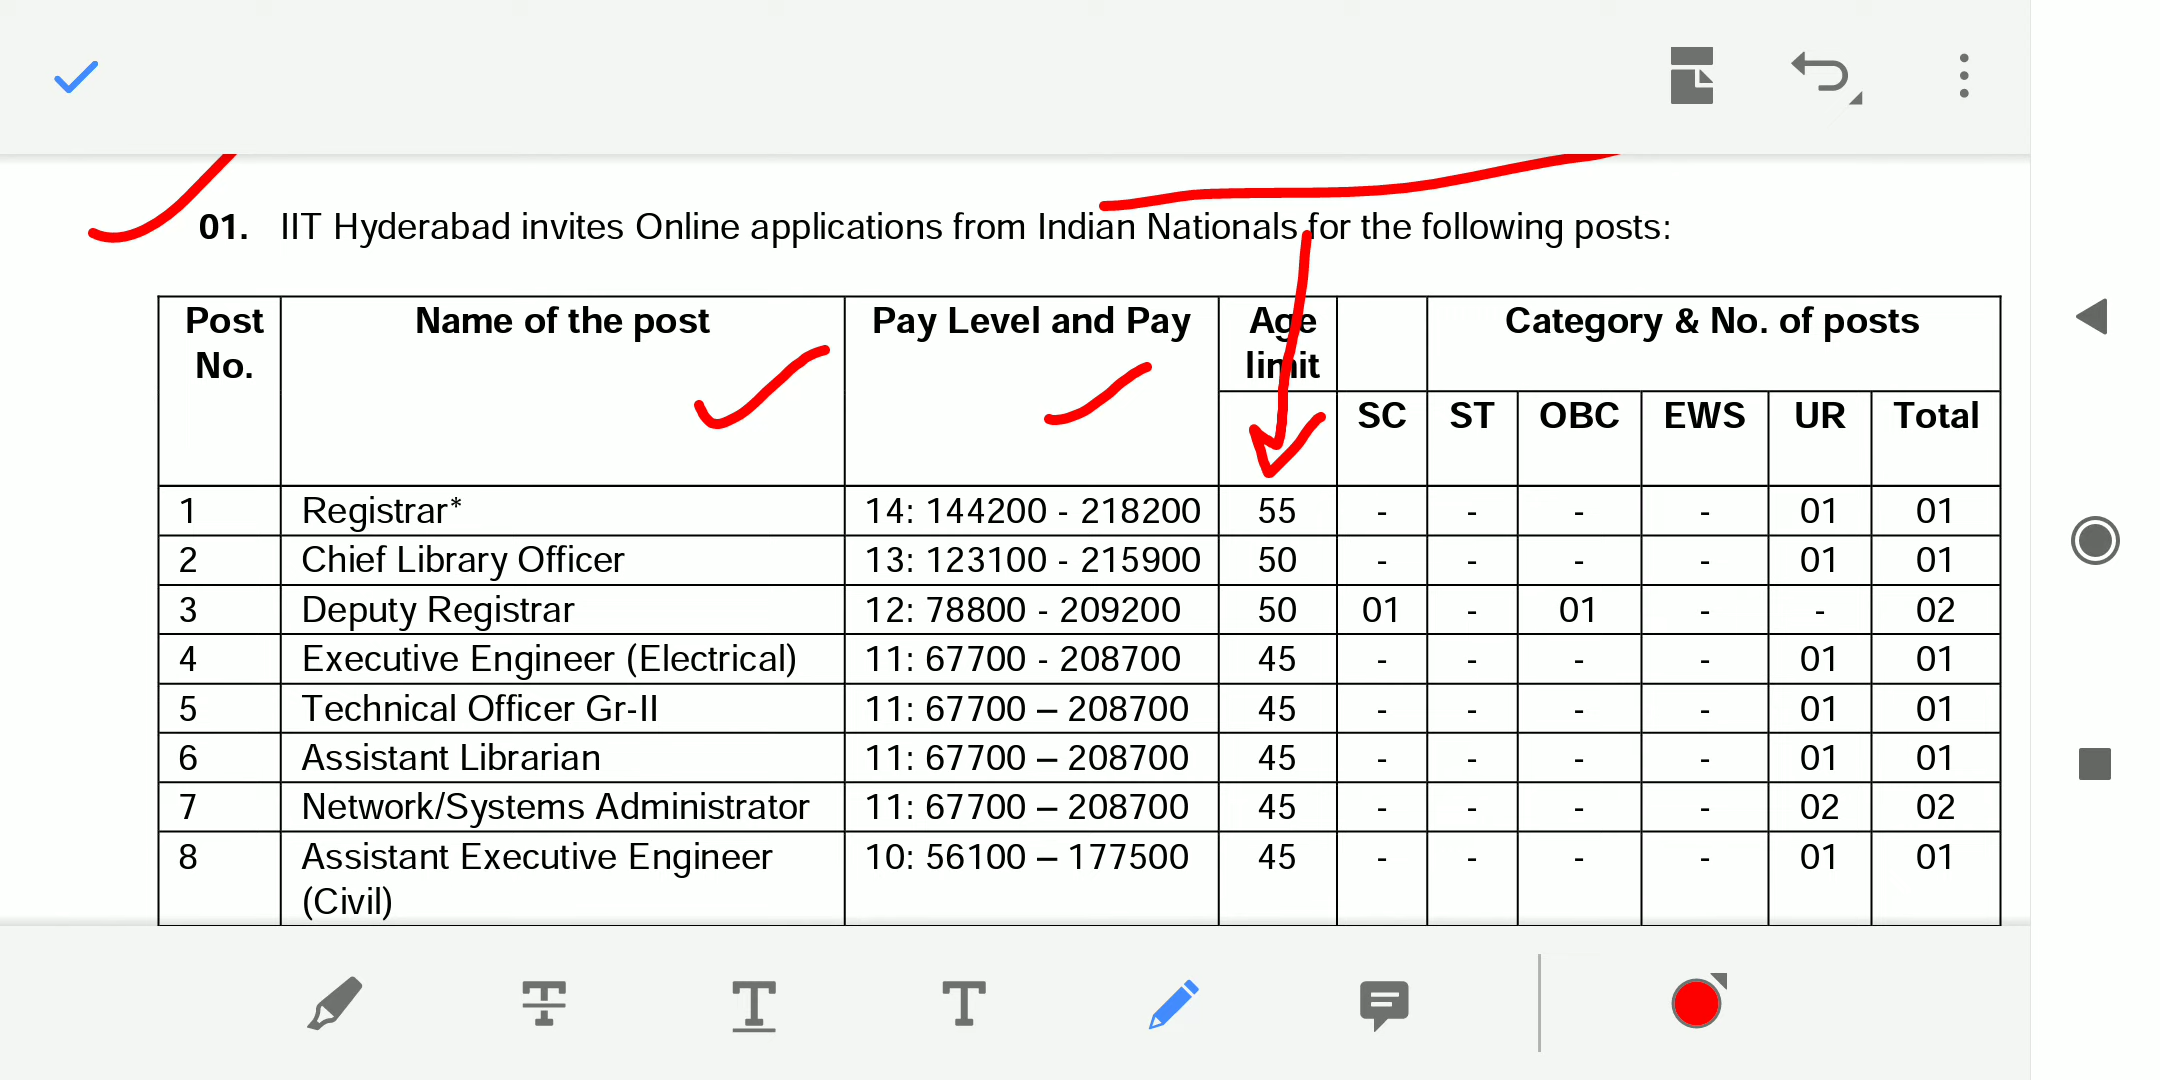 01. IIT Hyderabad invites Online applications from Indian Nationals for the following posts:
Post No. Name of the post Pay Level and Pay Age limit Category & No. of posts
SC ST OBC EWS UR Total
1 Registrar* 14: 144200 - 218200 55 - - - - 01 01
2 Chief Library Officer 13: 123100 - 215900 50 - - - - 01 01
3 Deputy Registrar 12: 78800 - 209200 50 01 - 01 - - 02
4 Executive Engineer (Electrical) 11: 67700 - 208700 45 - - - - 01 01
5 Technical Officer Gr-II 11: 67700 – 208700 45 - - - - 01 01
6 Assistant Librarian 11: 67700 – 208700 45 - - - - 01 01
7 Network/Systems Administrator 11: 67700 – 208700 45 - - - - 02 02
8 Assistant Executive Engineer 10: 56100 – 177500 45 - - - - 01 01
(Civil)